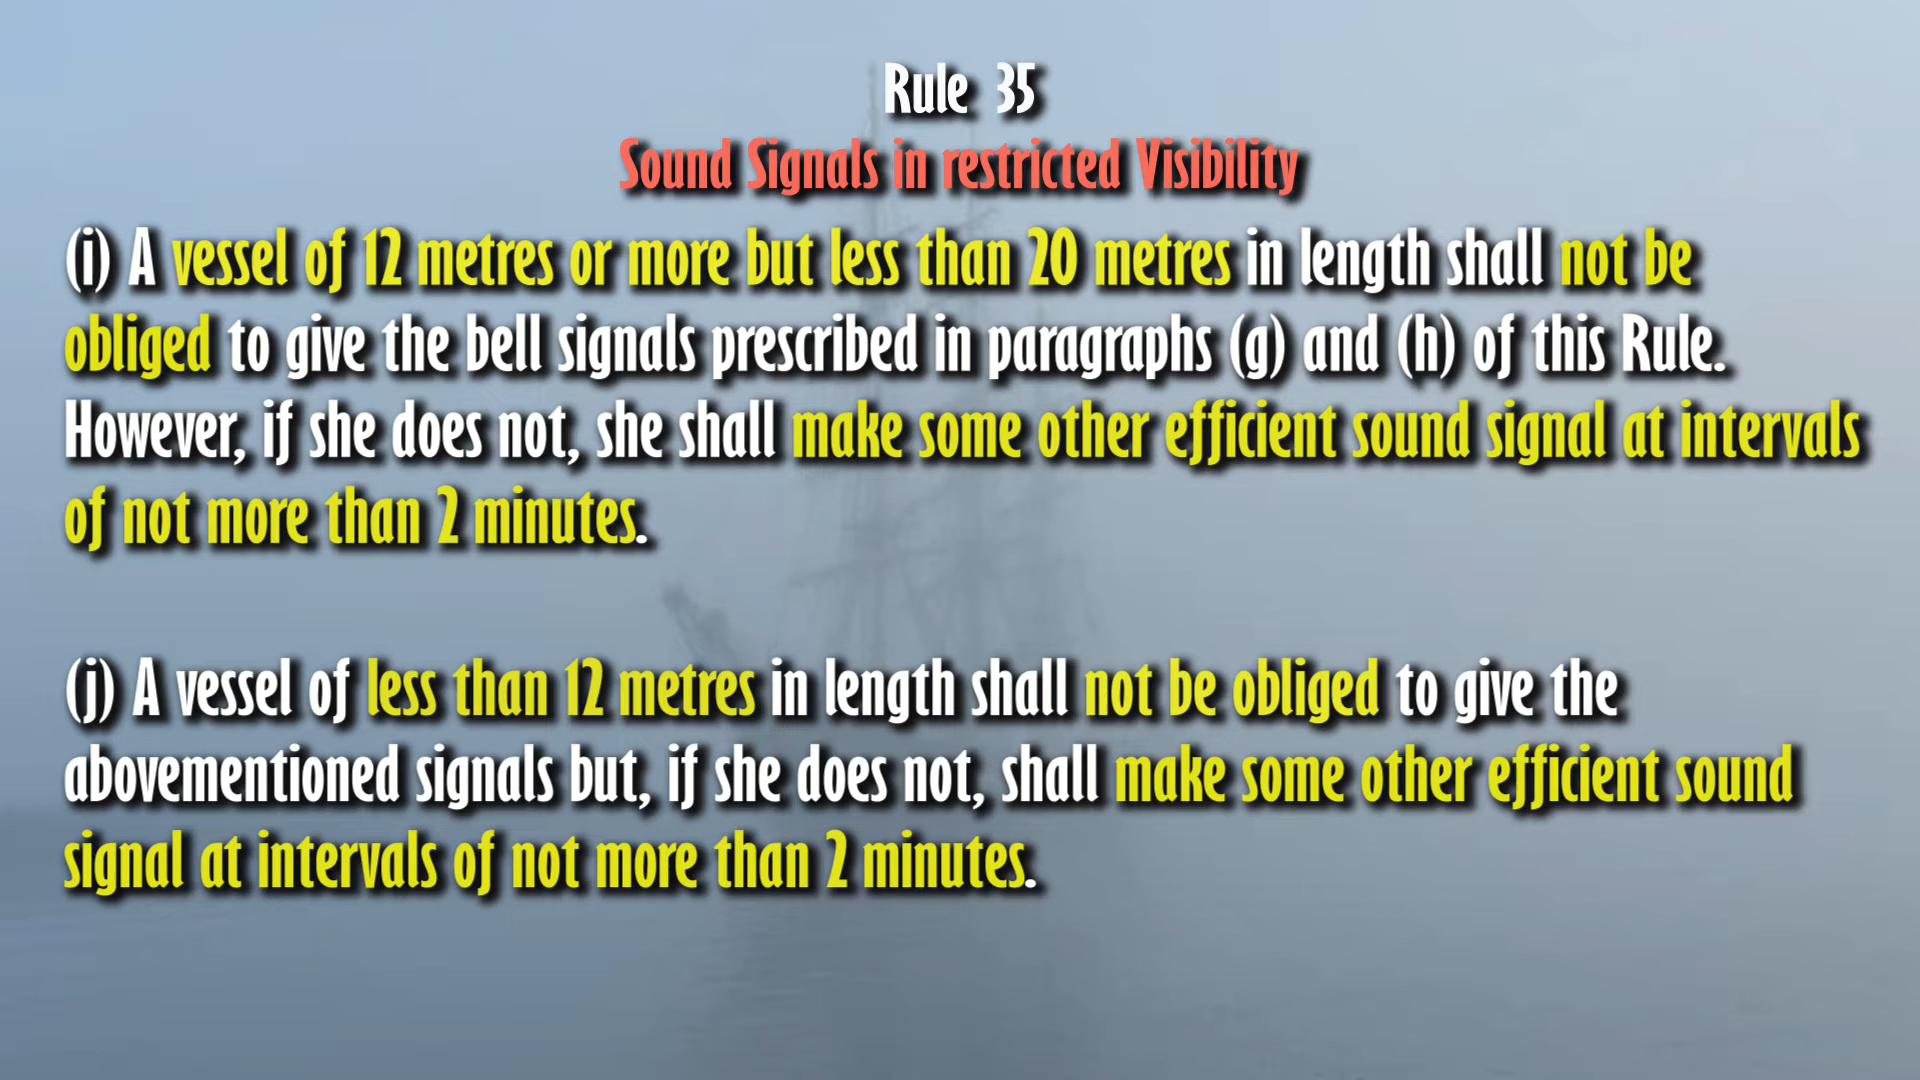 Rule 35
Sound Signals in restricted Visibility
(i) A vessel of 12 metres or more but less than 20 metres in length shall not be
obliged to give the bell signals prescribed in paragraphs (g) and (h) of this Rule.
However, if she does not, she shall make some other efficient sound signal at intervals
of not more than 2 minutes.
(j) A vessel of less than 12 metres in length shall not be obliged to give the
abovementioned signals but, if she does not, shall make some other efficient sound
signal at intervals of not more than 2 minutes.